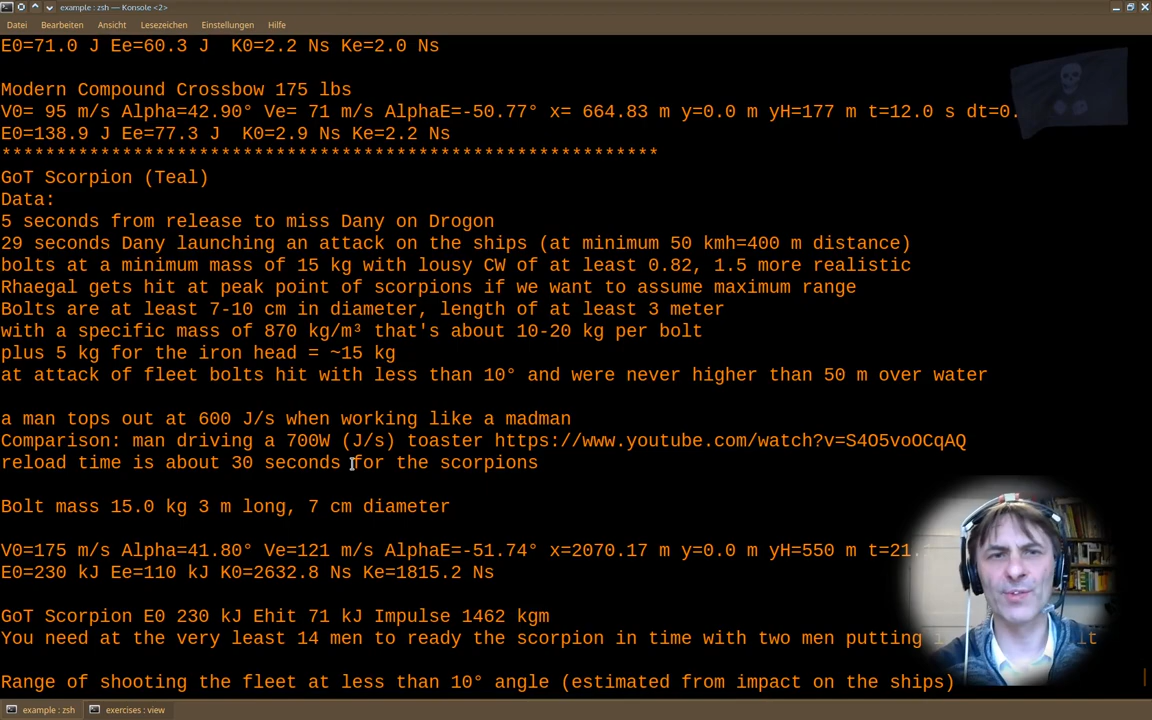 example : zsh — Konsole <2>
Datei Bearbeiten Ansicht Lesezeichen Einstellungen Hilfe
E0=71.0 J Ee=60.3 J  K0=2.2 Ns Ke=2.0 Ns
Modern Compound Crossbow 175 lbs
V0= 95 m/s Alpha=42.90° Ve= 71 m/s AlphaE=-50.77° x= 664.83 m y=0.0 m yH=177 m t=12.0 s dt=0.
E0=138.9 J Ee=77.3 J  K0=2.9 Ns Ke=2.2 Ns
************************************************************
GoT Scorpion (Teal)
Data:
5 seconds from release to miss Dany on Drogon
29 seconds Dany launching an attack on the ships (at minimum 50 kmh=400 m distance)
bolts at a minimum mass of 15 kg with lousy CW of at least 0.82, 1.5 more realistic
Rhaegal gets hit at peak point of scorpions if we want to assume maximum range
Bolts are at least 7-10 cm in diameter, length of at least 3 meter
with a specific mass of 870 kg/m³ that's about 10-20 kg per bolt
plus 5 kg for the iron head = ~15 kg
at attack of fleet bolts hit with less than 10° and were never higher than 50 m over water
a man tops out at 600 J/s when working like a madman
Comparison: man driving a 700W (J/s) toaster https://www.youtube.com/watch?v=S4O5voOCqAQ
reload time is about 30 seconds for the scorpions
Bolt mass 15.0 kg 3 m long, 7 cm diameter
V0=175 m/s Alpha=41.80° Ve=121 m/s AlphaE=-51.74° x=2070.17 m y=0.0 m yH=550 m t=21.
E0=230 kJ Ee=110 kJ K0=2632.8 Ns Ke=1815.2 Ns
GoT Scorpion E0 230 kJ Ehit 71 kJ Impulse 1462 kgm
You need at the very least 14 men to ready the scorpion in time with two men putting
Range of shooting the fleet at less than 10° angle (estimated from impact on the ships)
example : zsh exercises : view